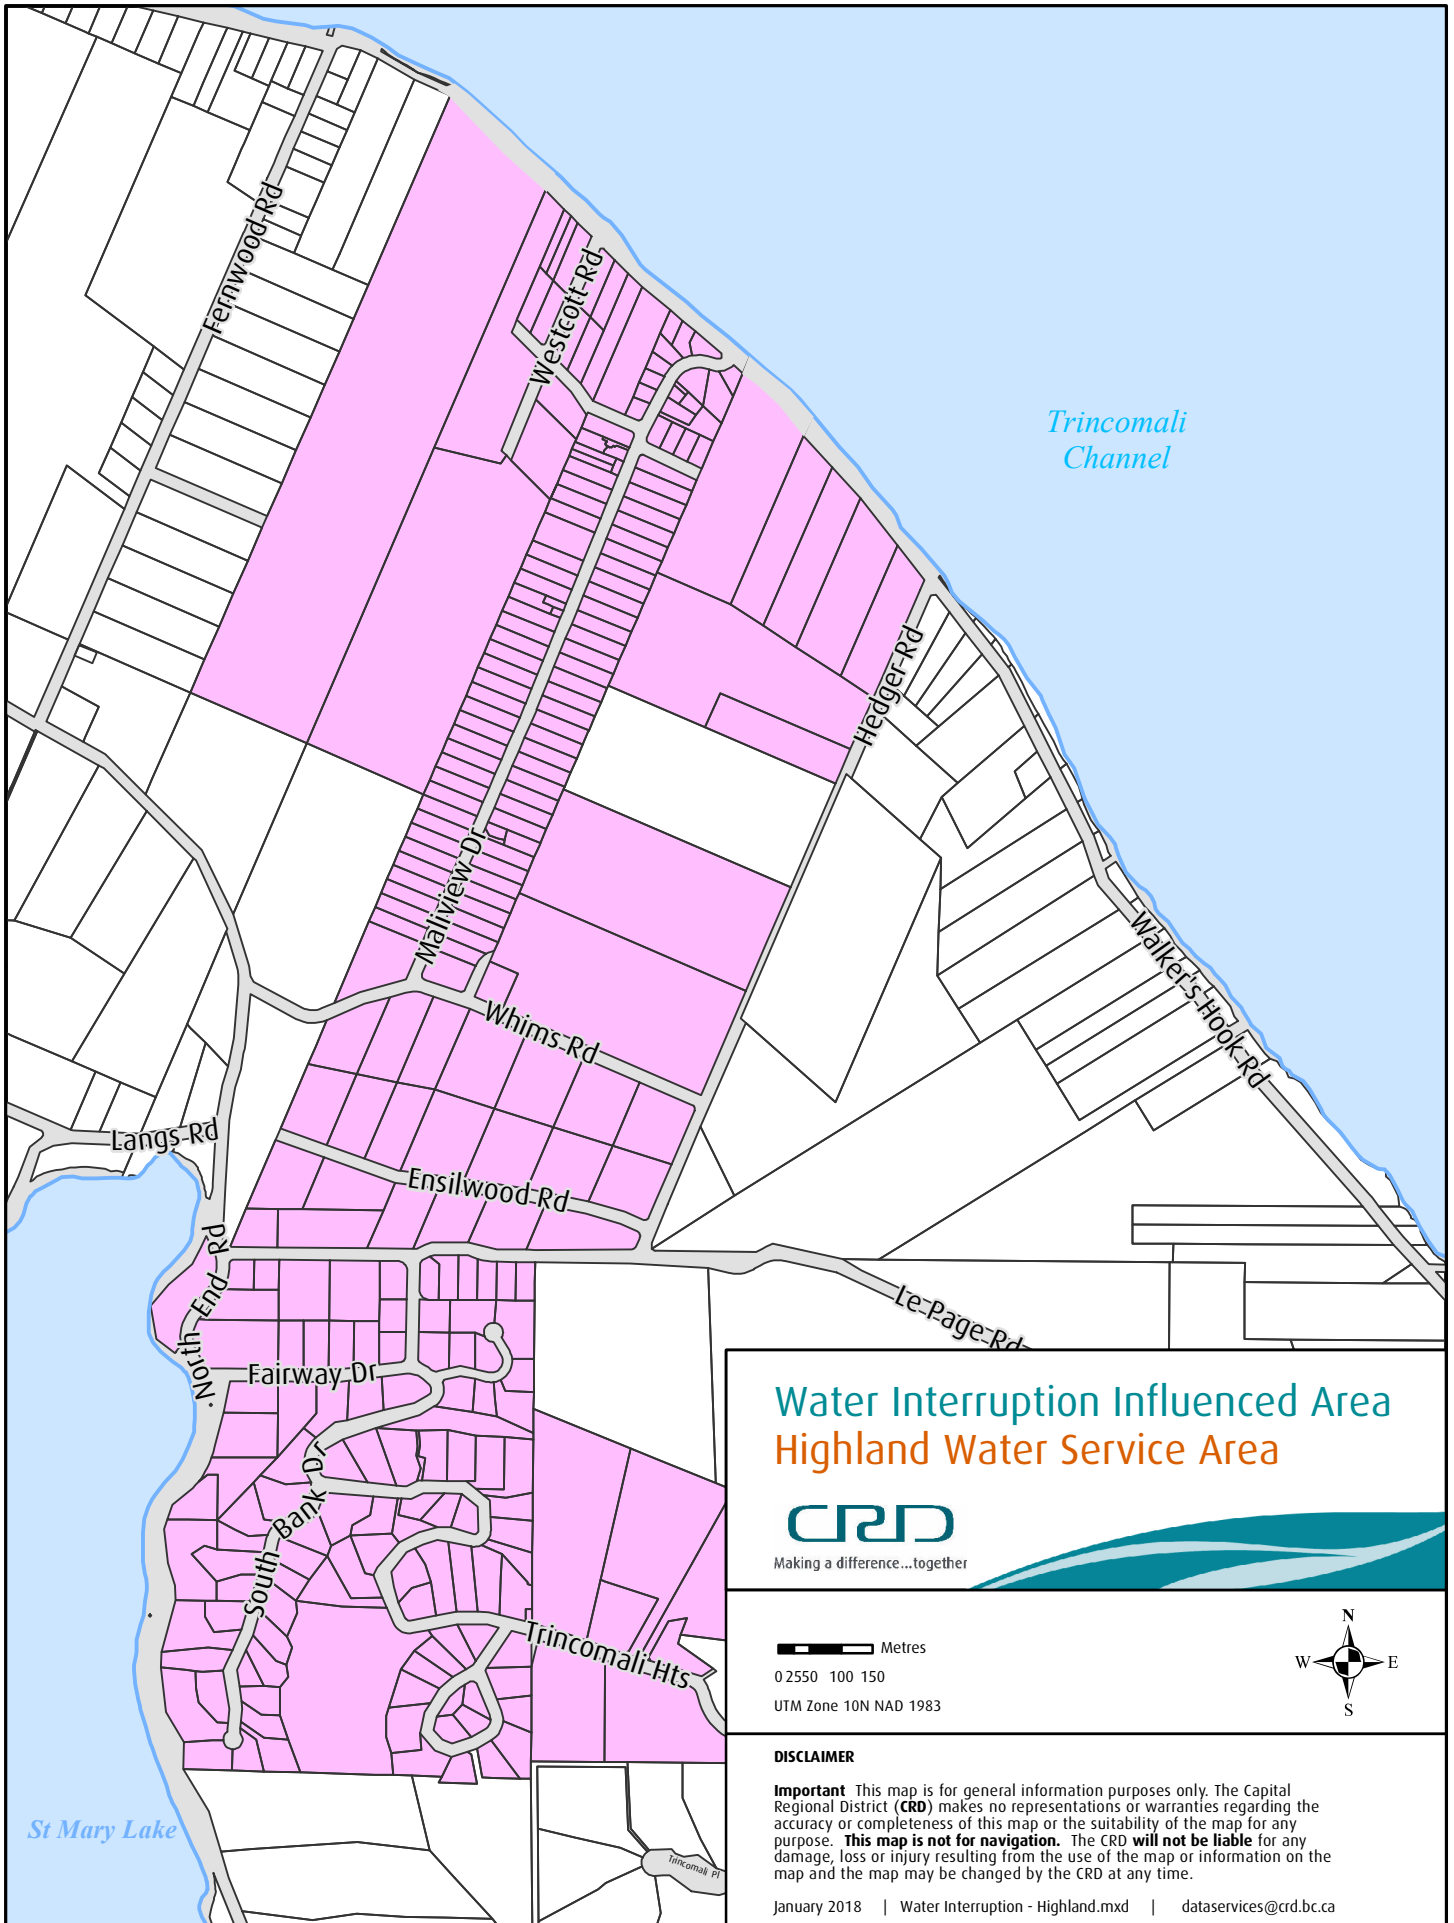 Fernwood Rd
Westcott Rd
Trincomali
Channel
Hedger Rd
Maliview Dr
Walker's Hook Rd
Whims Rd
Langs Rd
Ensilwood Rd
North End Rd
Le Page Rd
Fairway Dr
South Bank Dr
Trincomali Hts
St Mary Lake
Trincomali Pl
Water Interruption Influenced Area
Highland Water Service Area
CRD
Making a difference...together
Metres
0 2550 100 150
UTM Zone 10N NAD 1983
N
W E
S
DISCLAIMER
Important This map is for general information purposes only. The Capital
Regional District (CRD) makes no representations or warranties regarding the
accuracy or completeness of this map or the suitability of the map for any
purpose. This map is not for navigation. The CRD will not be liable for any
damage, loss or injury resulting from the use of the map or information on the
map and the map may be changed by the CRD at any time.
January 2018 | Water Interruption - Highland.mxd | dataservices@crd.bc.ca